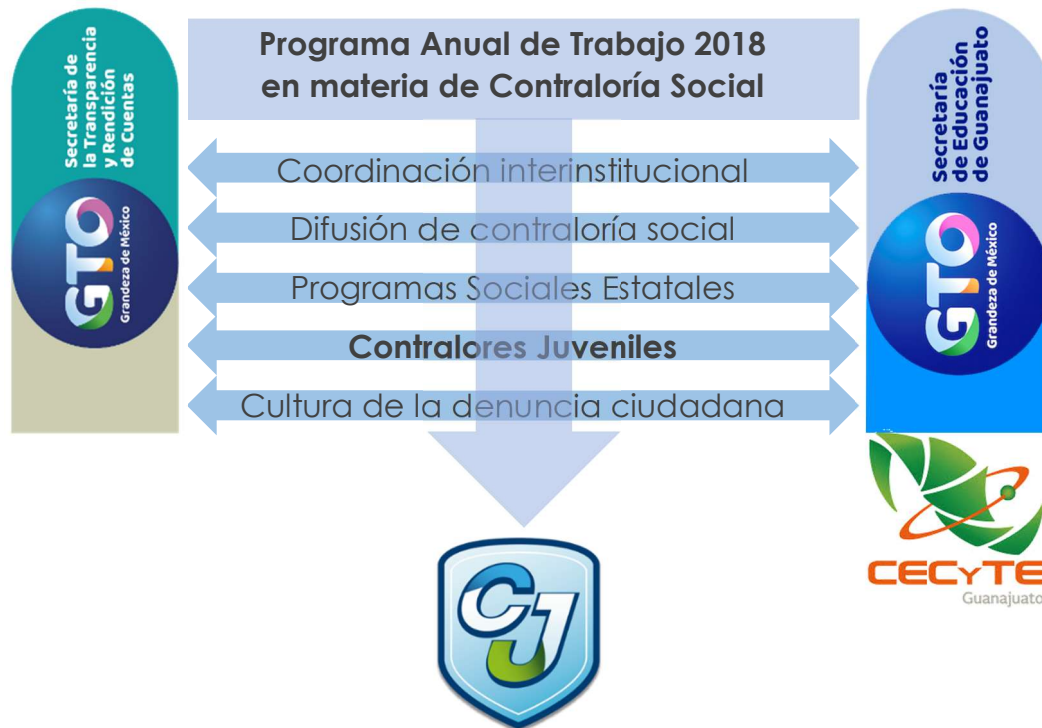 Programa Anual de Trabajo 2018
en materia de Contraloría Social
Secretaría de
la Transparencia
y Rendición
de Cuentas
GTO
Grandeza de México
Coordinación interinstitucional
Difusión de contraloría social
Programas Sociales Estatales
Contralores Juveniles
Cultura de la denuncia ciudadana
Secretaría
de Educación
de Guanajuato
GTO
Grandeza de México
CECyTE
Guanajuato
CJ